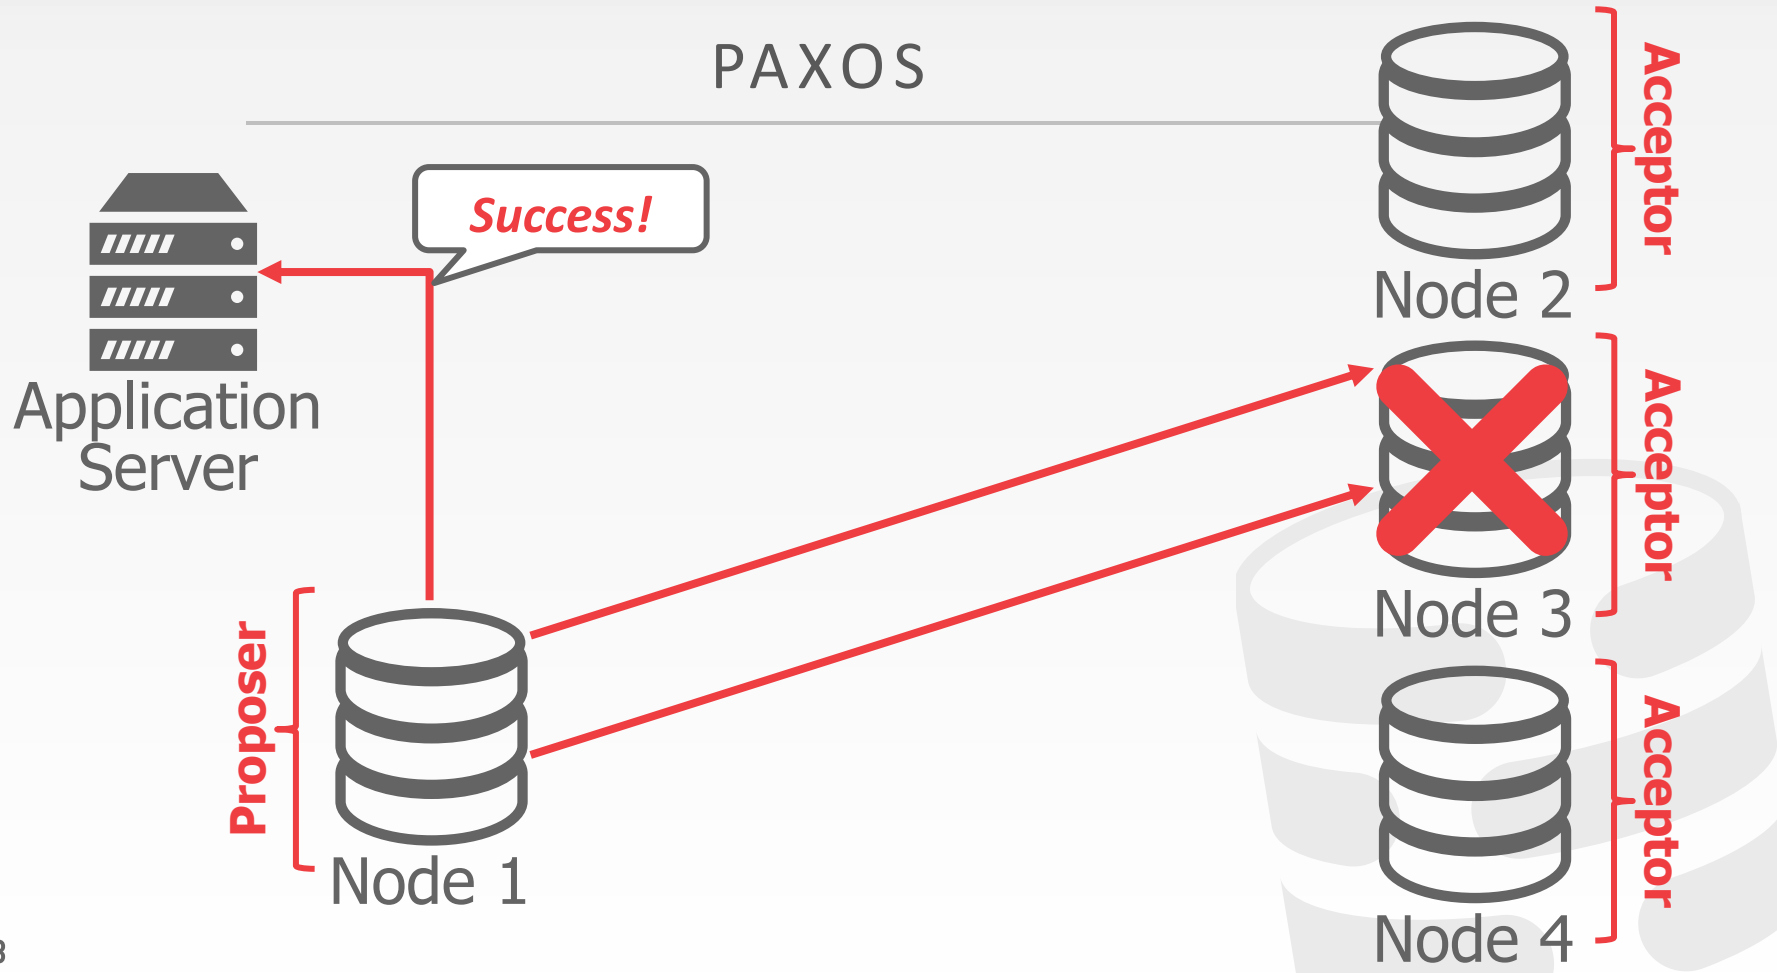 PAXOS
Acceptor
Success!
Node 2
Application
Server
Acceptor
Node 3
Proposer
Node 1
Acceptor
Node 4